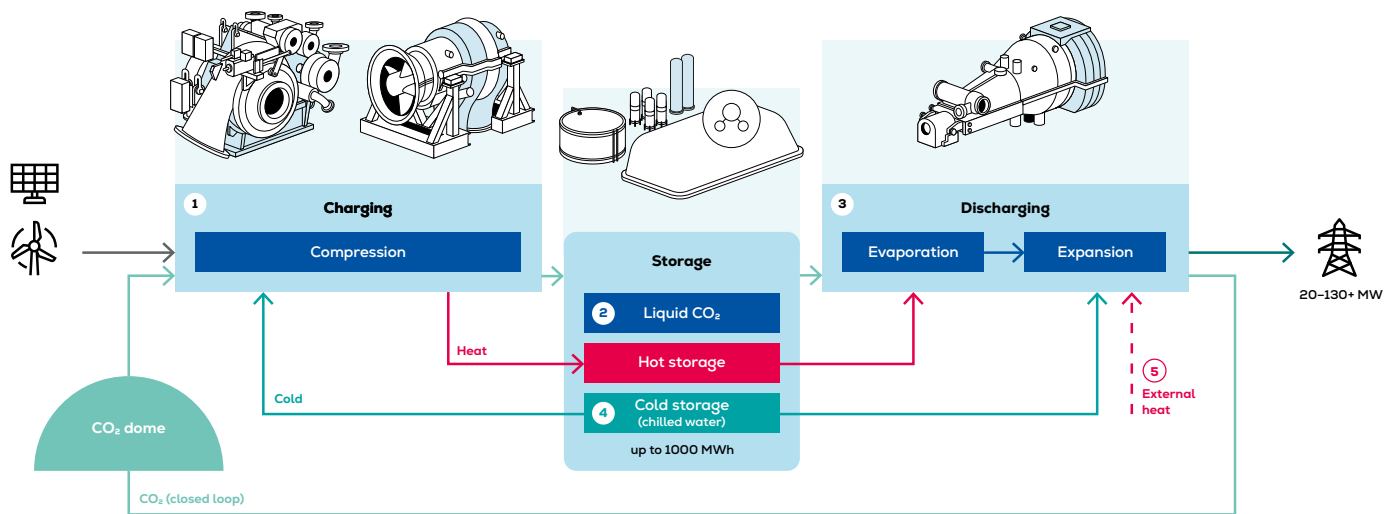 1
Charging
Compression
Storage
2
Liquid CO₂
Hot storage
4
Cold storage
(chilled water)
up to 1000 MWh
3
Discharging
Evaporation
Expansion
20–130+ MW
Heat
Cold
5
External
heat
CO₂ dome
CO₂ (closed loop)